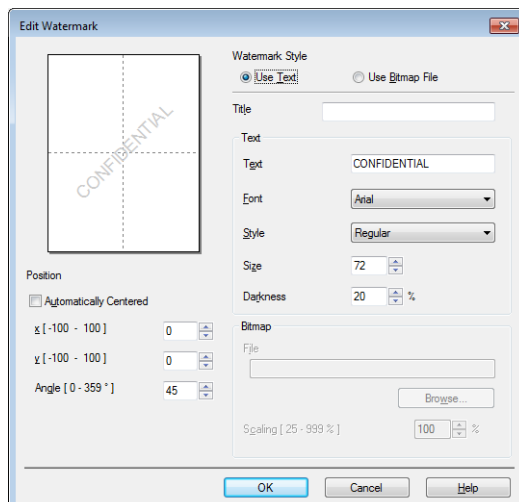 Edit Watermark
CONFIDENTIAL
Position
Automatically Centered
x [ -100 - 100 ] 0
y [ -100 - 100 ] 0
Angle [ 0 - 359 ° ] 45
Watermark Style
Use Text Use Bitmap File
Title
Text
Text CONFIDENTIAL
Font Arial
Style Regular
Size 72
Darkness 20 %
Bitmap
File
Browse...
Scaling [ 25 - 999 % ] 100 %
OK Cancel Help